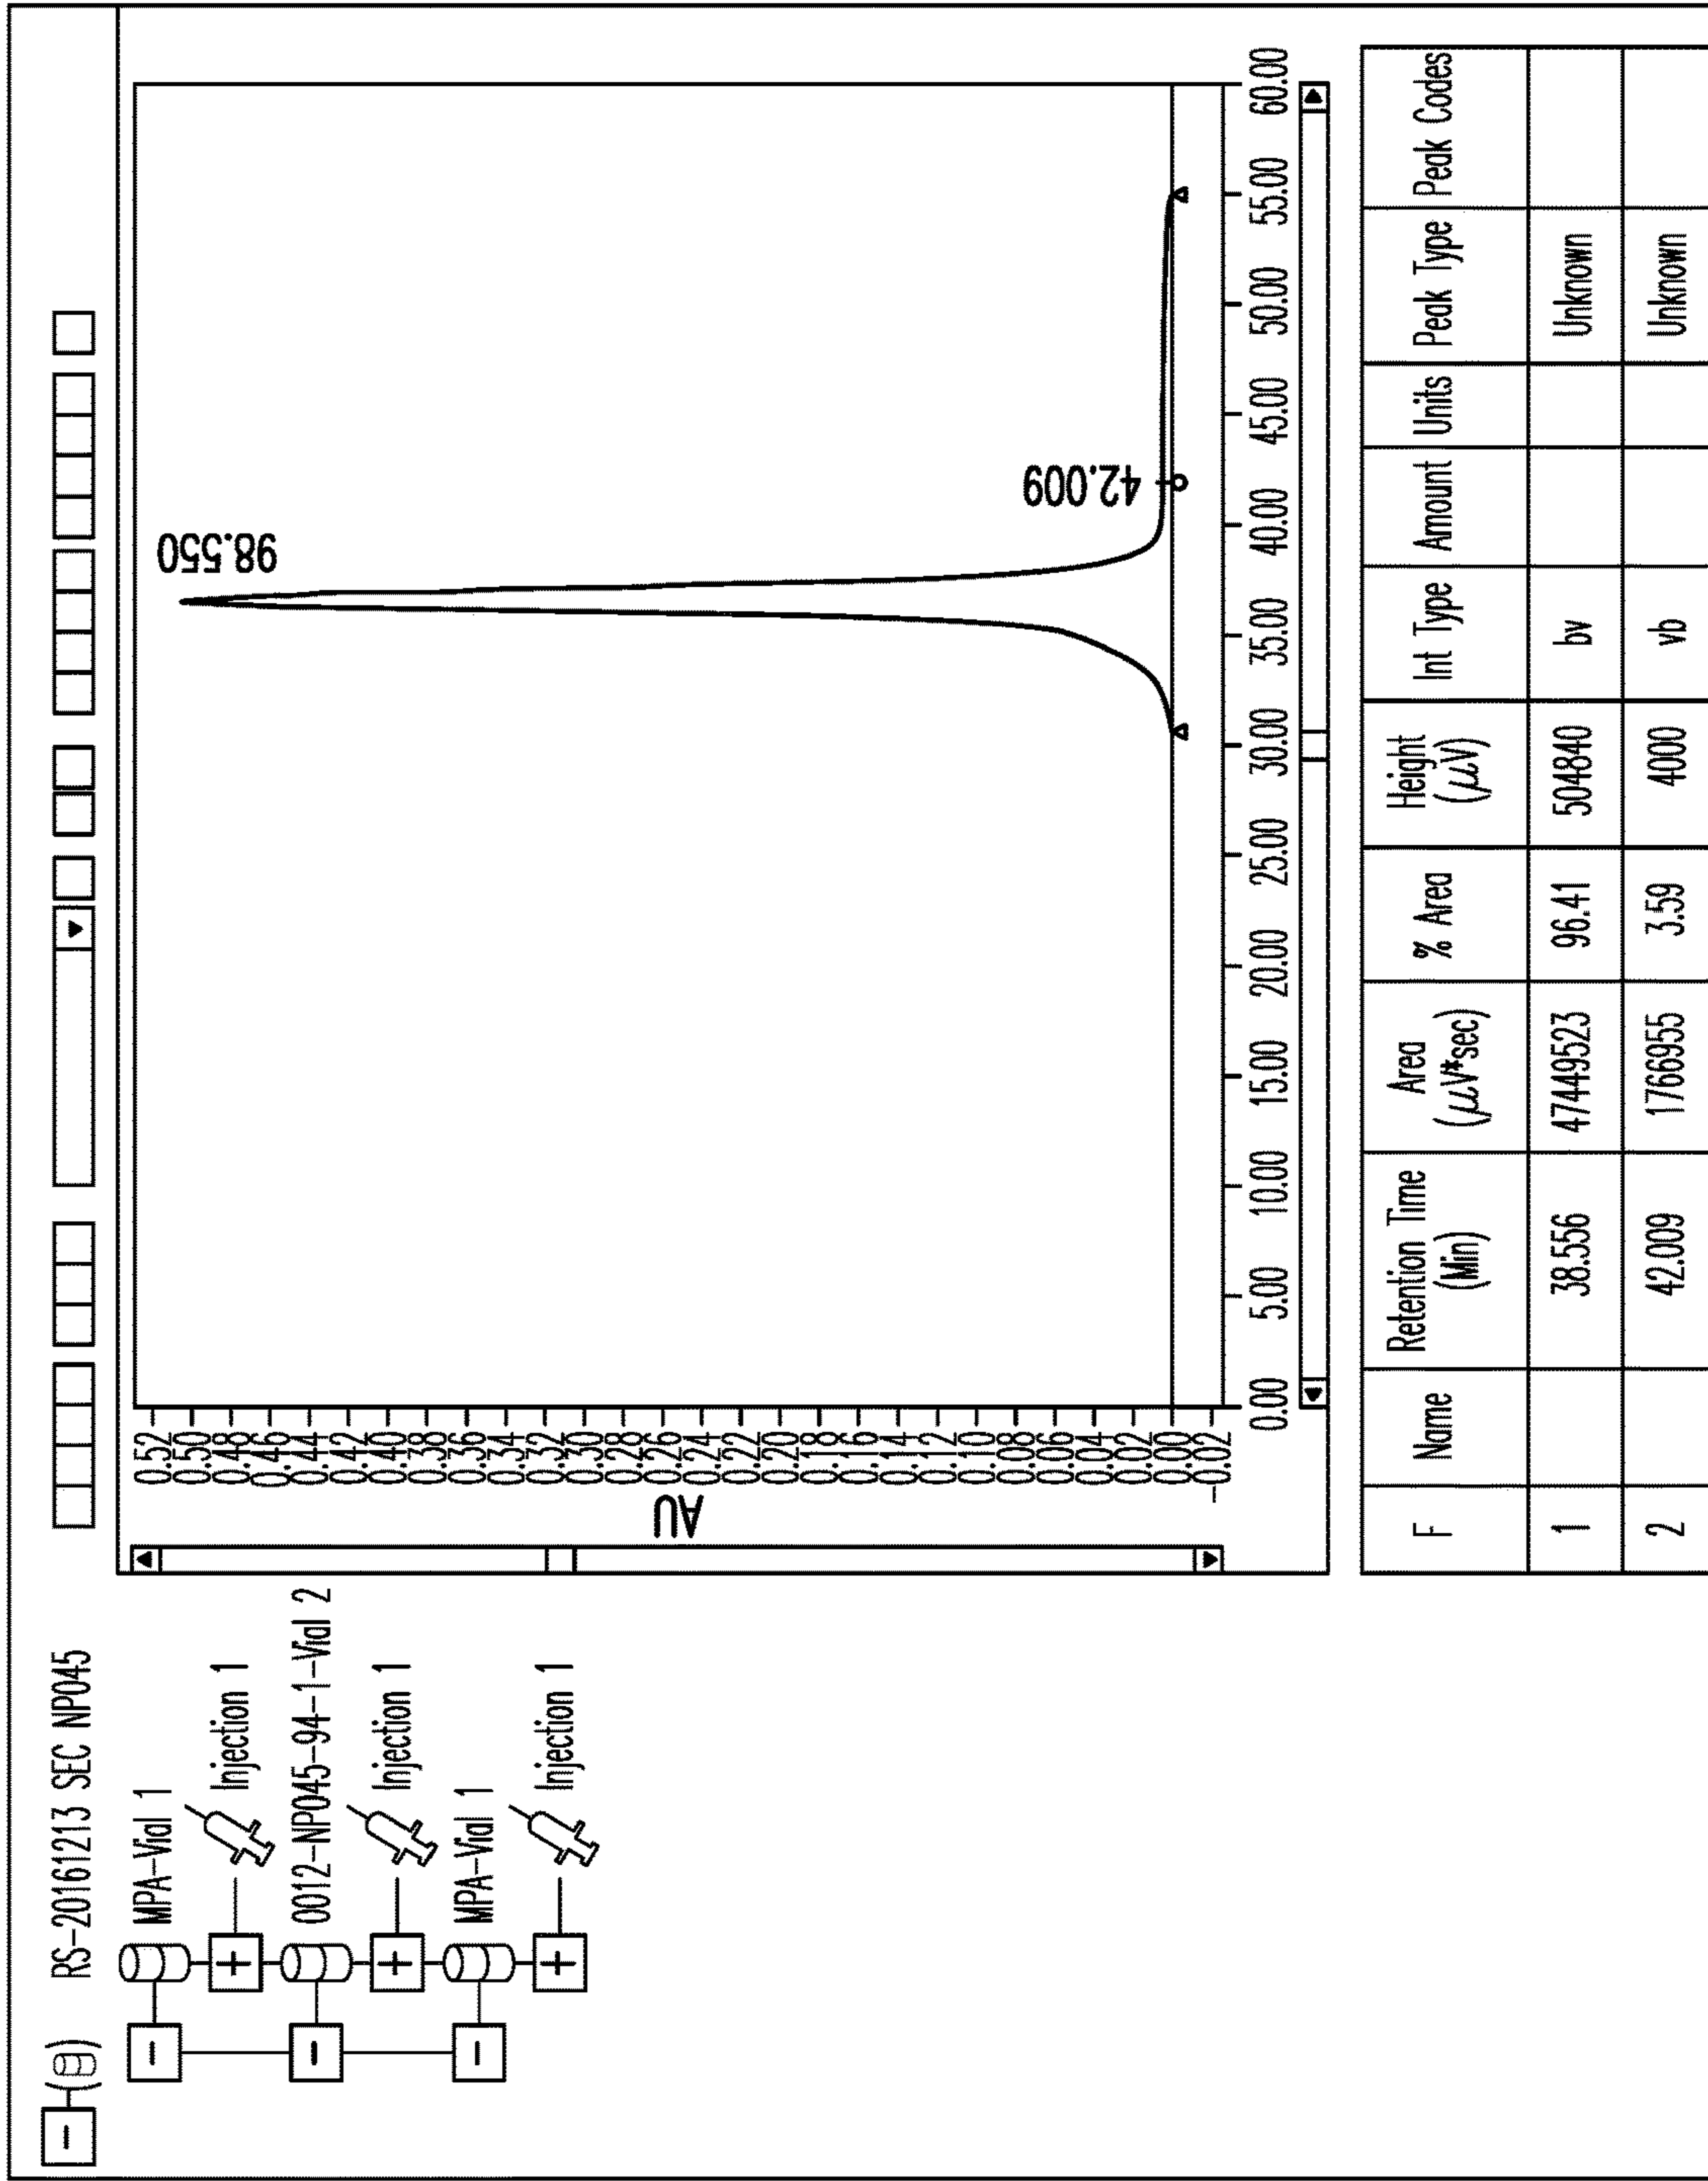 RS-20161213 SEC NP045
MPA-Vial 1
Injection 1
0012-NP045-94-1-Vial 2
Injection 1
MPA-Vial 1
Injection 1
AU
0.52
0.50
0.48
0.46
0.44
0.42
0.40
0.38
0.36
0.34
0.32
0.30
0.28
0.26
0.24
0.22
0.20
0.18
0.16
0.14
0.12
0.10
0.08
0.06
0.04
0.02
0.00
-0.02
98.550
42.009
0.00 5.00 10.00 15.00 20.00 25.00 30.00 35.00 40.00 45.00 50.00 55.00 60.00
F Name Retention Time (Min) Area (μV*sec) % Area Height (μV) Int Type Amount Units Peak Type Peak Codes
1 38.556 47449523 96.41 504840 bv Unknown
2 42.009 1766955 3.59 4000 vb Unknown